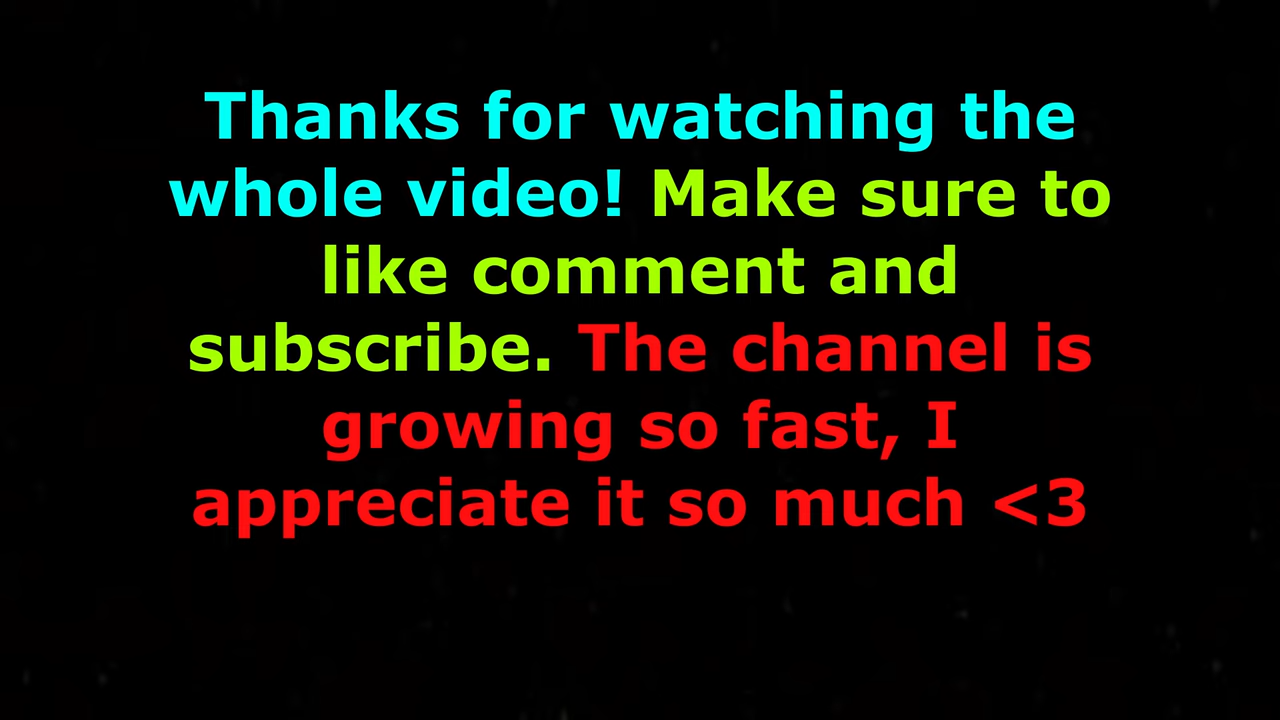 Thanks for watching the
whole video! Make sure to
like comment and
subscribe. The channel is
growing so fast, I
appreciate it so much <3